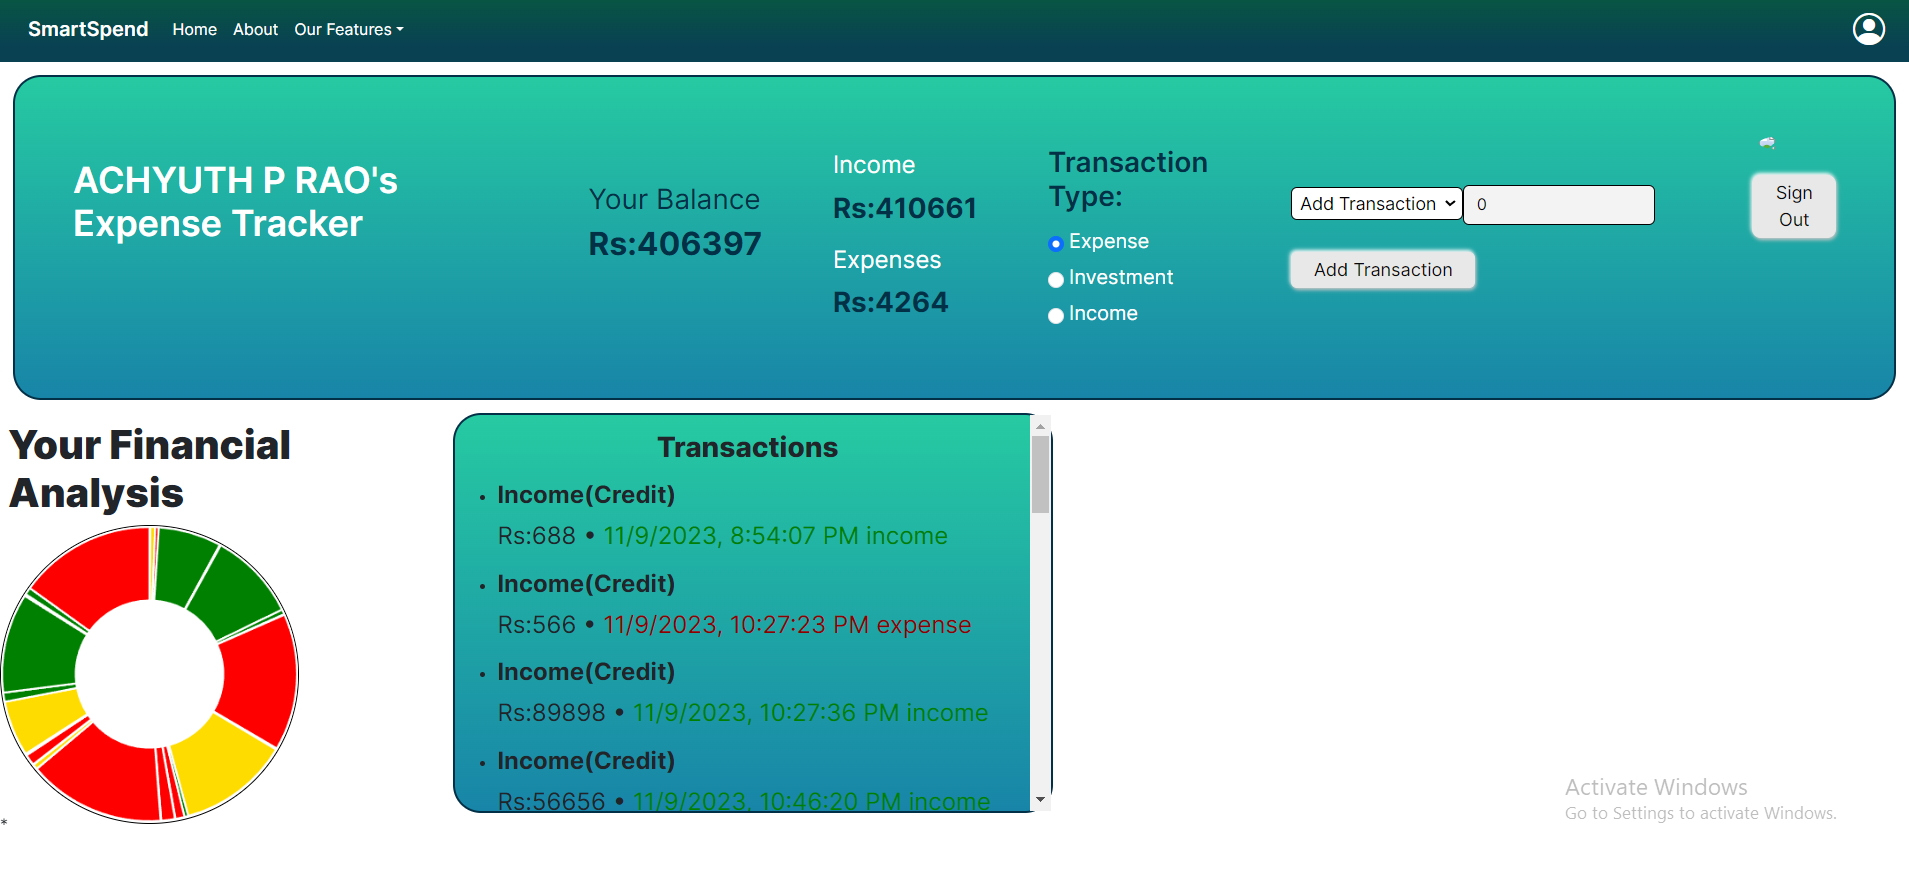 SmartSpend Home About Our Features
ACHYUTH P RAO's
Expense Tracker
Your Balance
Rs:406397
Income
Rs:410661
Expenses
Rs:4264
Transaction
Type:
Expense
Investment
Income
Add Transaction 0
Add Transaction
Sign
Out
Your Financial
Analysis
*
Transactions
• Income(Credit)
Rs:688 • 11/9/2023, 8:54:07 PM income
• Income(Credit)
Rs:566 • 11/9/2023, 10:27:23 PM expense
• Income(Credit)
Rs:89898 • 11/9/2023, 10:27:36 PM income
• Income(Credit)
Rs:56656 • 11/9/2023, 10:46:20 PM income
Activate Windows
Go to Settings to activate Windows.